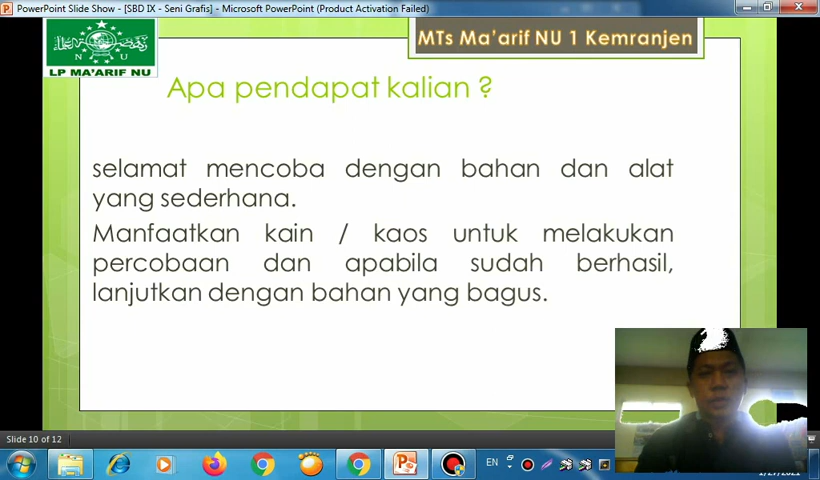 PowerPoint Slide Show - [SBD IX - Seni Grafis] - Microsoft PowerPoint (Product Activation Failed)
LP MA'ARIF NU
MTs Ma'arif NU 1 Kemranjen
Apa pendapat kalian ?
selamat mencoba dengan bahan dan alat
yang sederhana.
Manfaatkan kain / kaos untuk melakukan
percobaan dan apabila sudah berhasil,
lanjutkan dengan bahan yang bagus.
Slide 10 of 12
EN